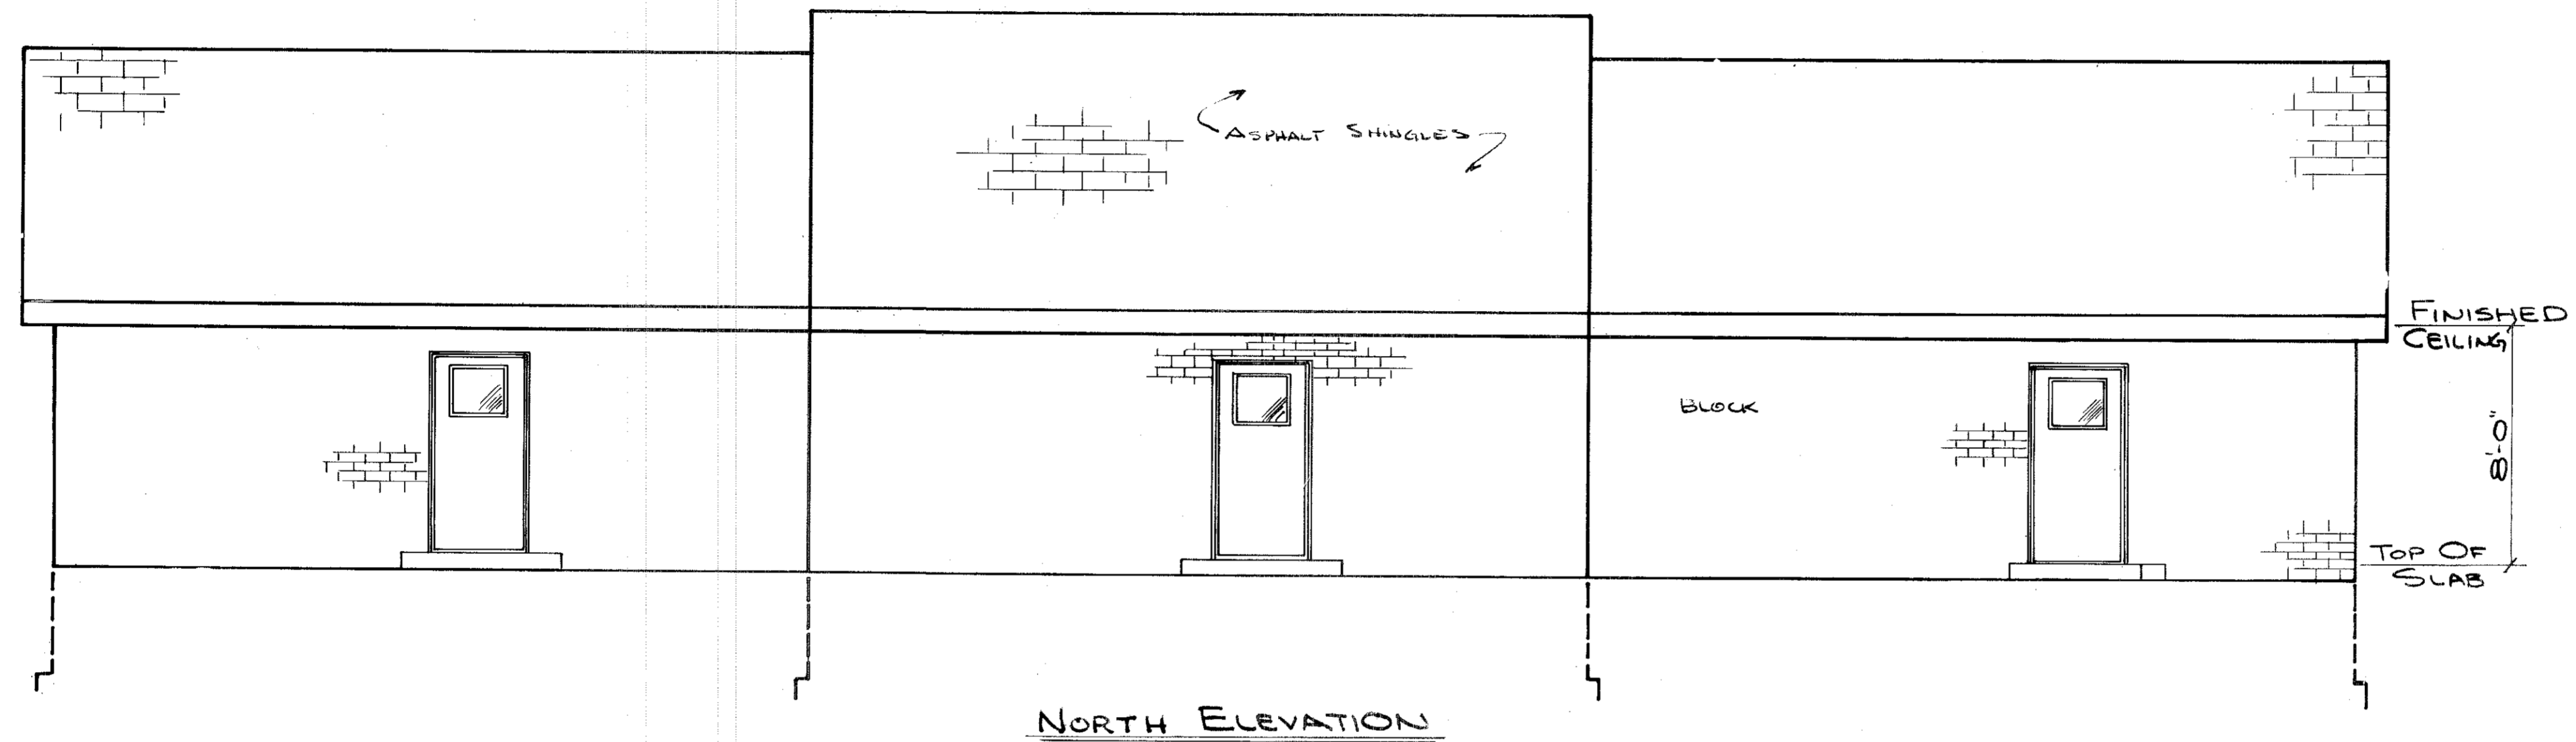 ASPHALT SHINGLES
FINISHED
CEILING
BLOCK
8'-0"
TOP OF
SLAB
NORTH ELEVATION